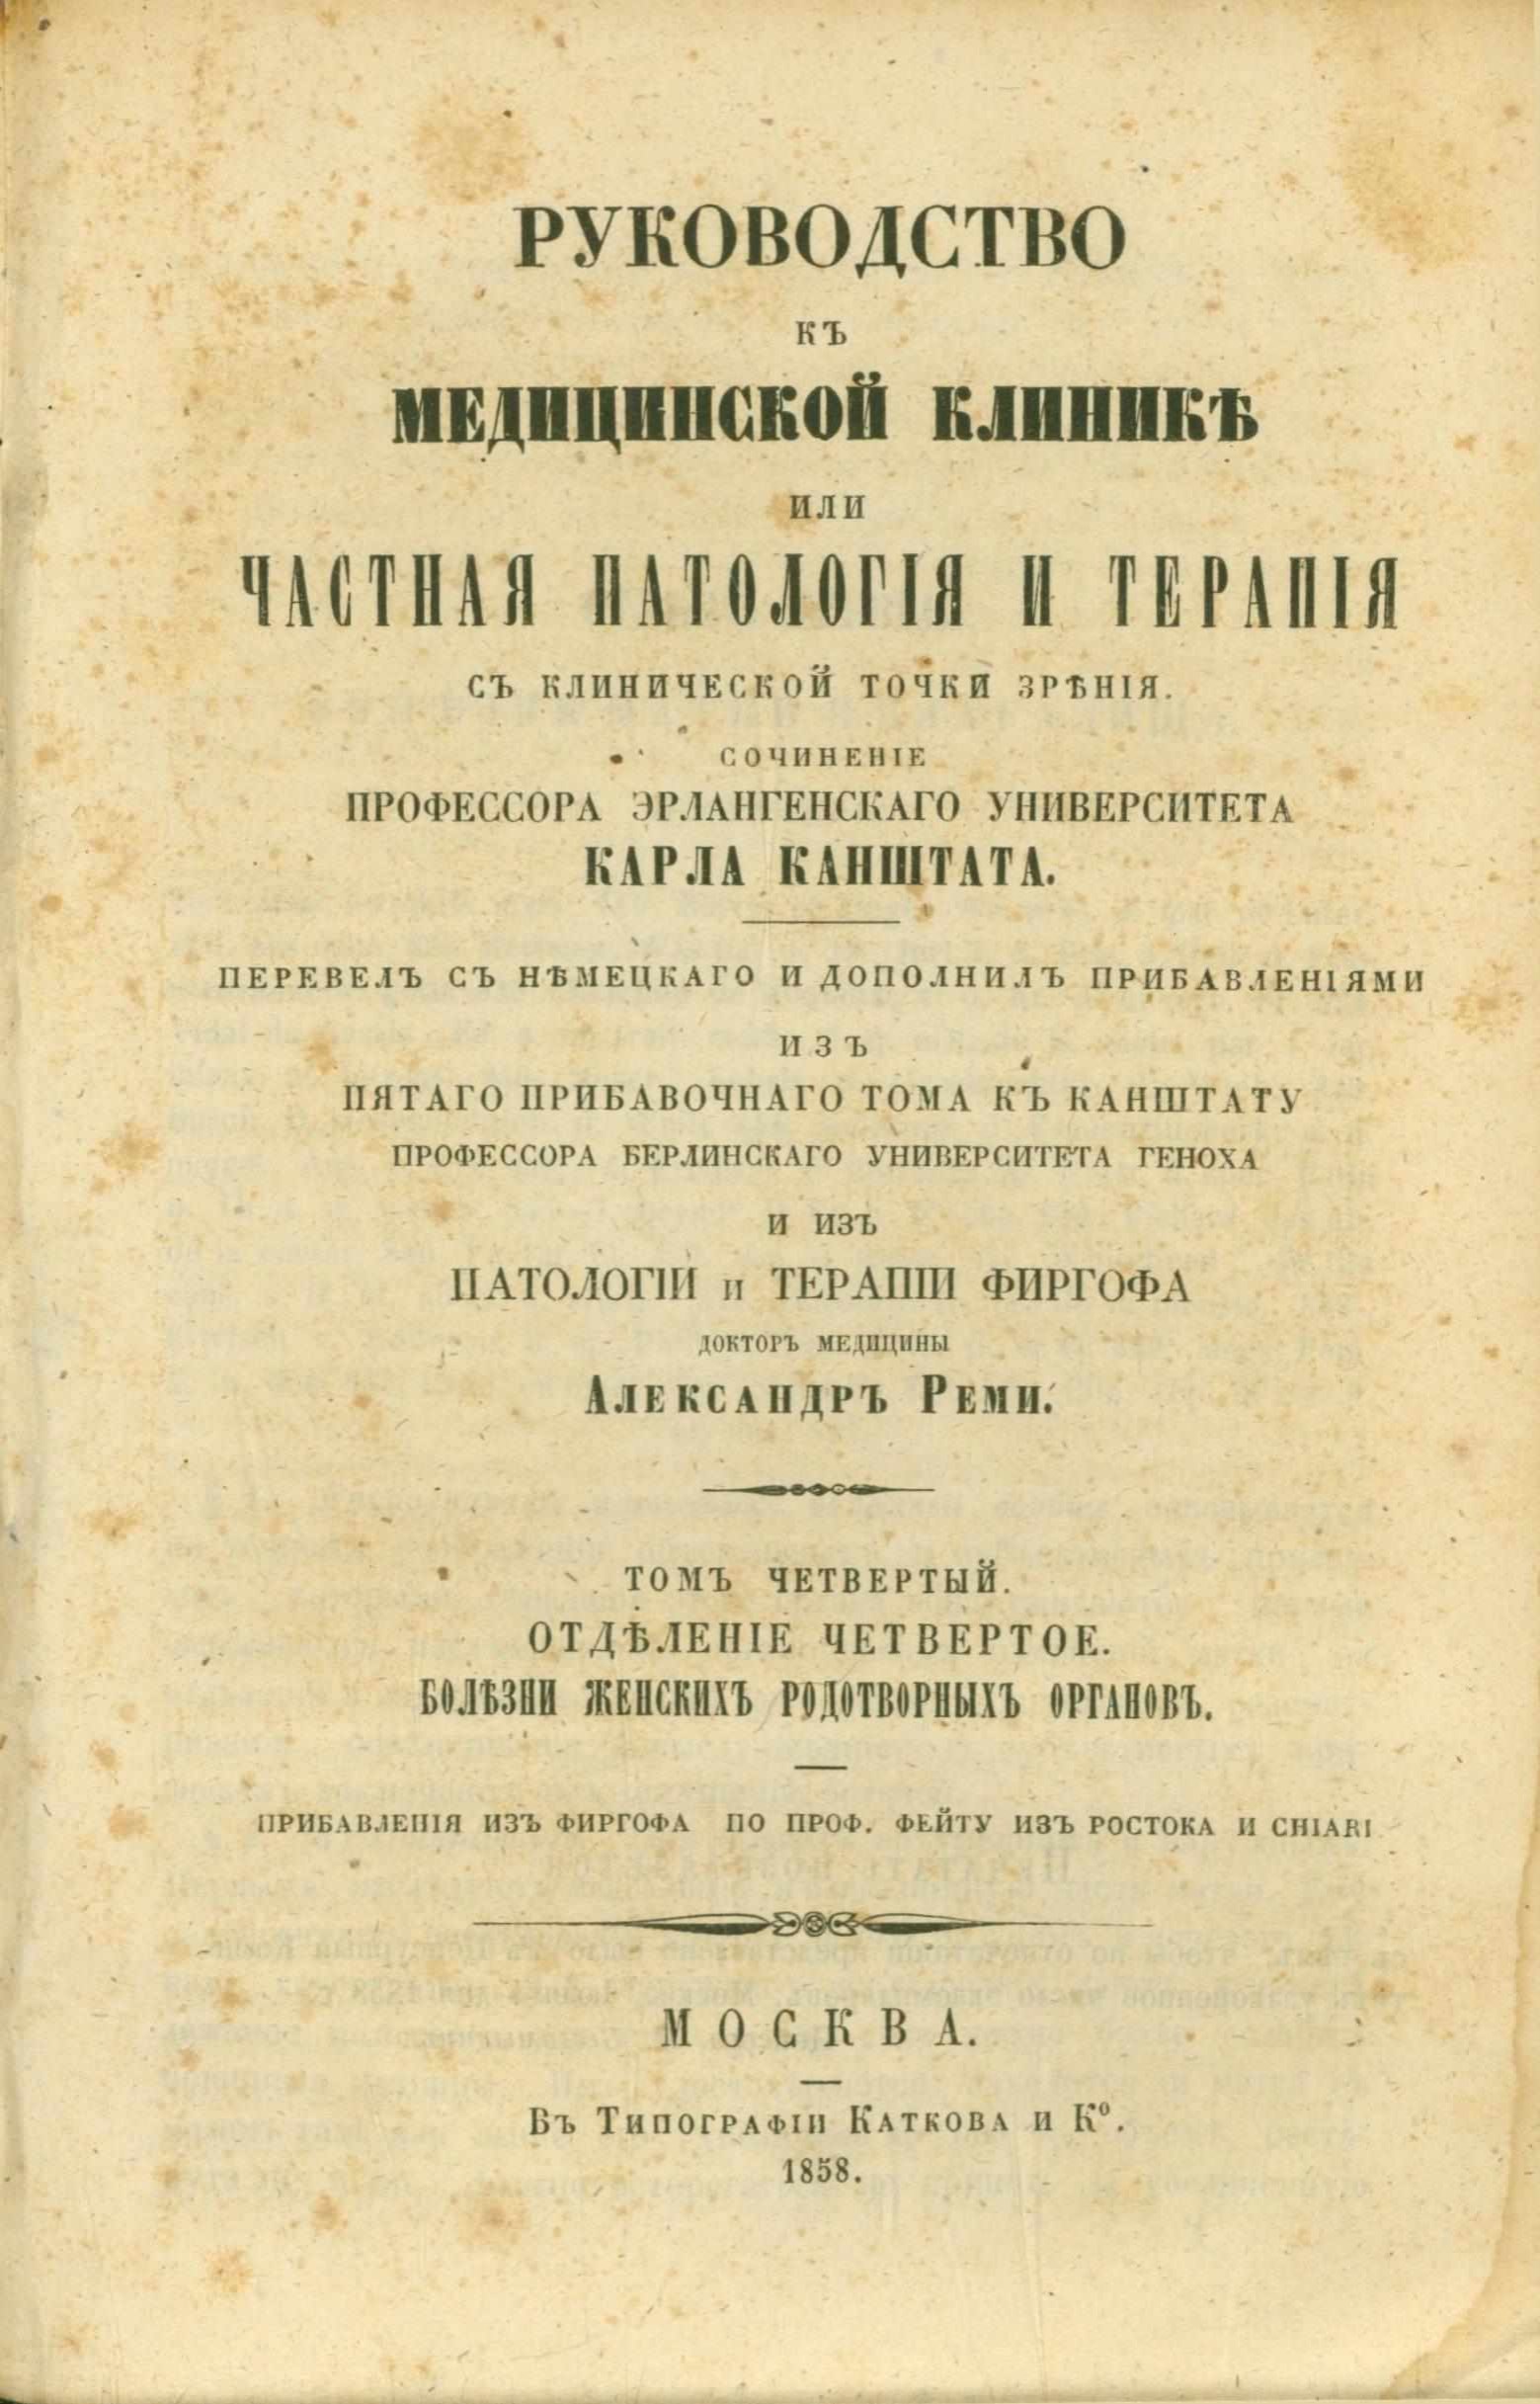 РУКОВОДСТВО
КЪ
МЕДИЦИНСКОЙ КЛИНИКѢ
ИЛИ
ЧАСТНАЯ ПАТОЛОГІЯ И ТЕРАПІЯ
СЪ КЛИНИЧЕСКОЙ ТОЧКИ ЗРѢНІЯ.
СОЧИНЕНІЕ
ПРОФЕССОРА ЭРЛАНГЕНСКАГО УНИВЕРСИТЕТА
КАРЛА КАНШТАТА.
ПЕРЕВЕЛЪ СЪ НѢМЕЦКАГО И ДОПОЛНИЛЪ ПРИБАВЛЕНІЯМИ
ИЗЪ
ПЯТАГО ПРИБАВОЧНАГО ТОМА КЪ КАНШТАТУ
ПРОФЕССОРА БЕРЛИНСКАГО УНИВЕРСИТЕТА ГЕНОХА
И ИЗЪ
ПАТОЛОГІИ и ТЕРАПІИ ФИРГОФА
ДОКТОРЪ МЕДИЦИНЫ
АЛЕКСАНДРЪ РЕМИ.
ТОМЪ ЧЕТВЕРТЫЙ.
ОТДѢЛЕНІЕ ЧЕТВЕРТОЕ.
БОЛѢЗНИ ЖЕНСКИХЪ РОДОТВОРНЫХЪ ОРГАНОВЪ.
ПРИБАВЛЕНІЯ ИЗЪ ФИРГОФА ПО ПРОФ. ФЕЙТУ ИЗЪ РОСТОКА И CHIARI
МОСКВА.
ВЪ ТИПОГРАФІИ КАТКОВА И Кº.
1858.